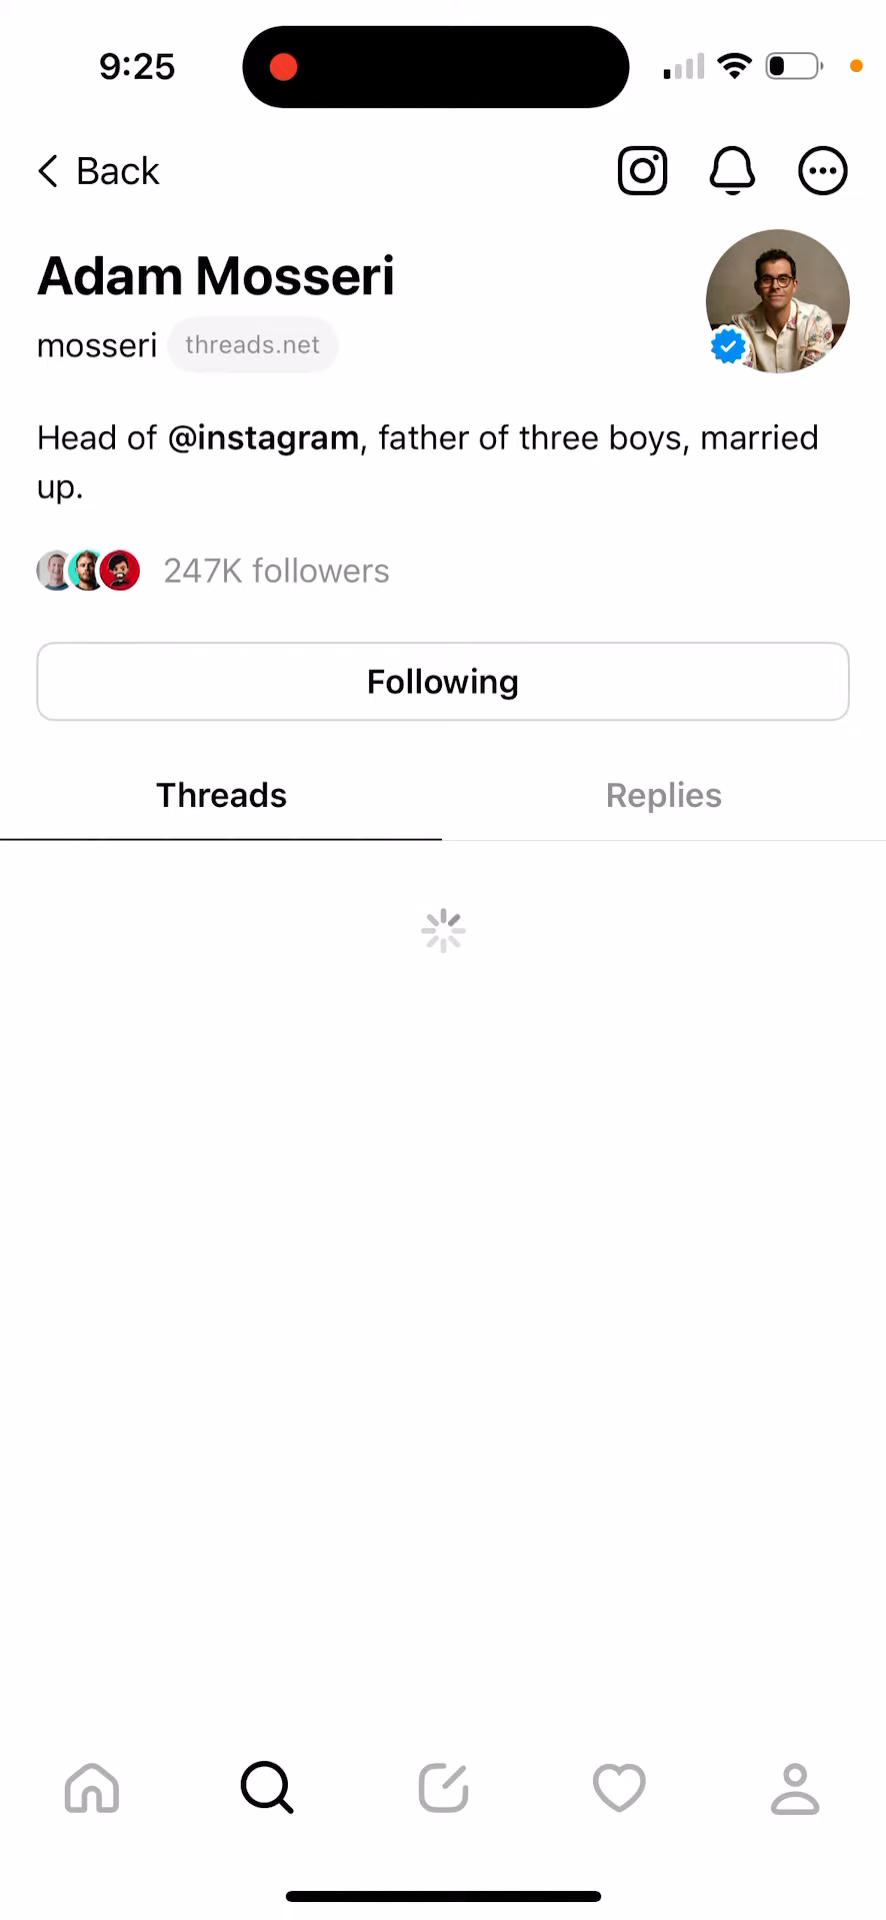 9:25
Back
Adam Mosseri
mosseri threads.net
Head of @instagram, father of three boys, married
up.
247K followers
Following
Threads Replies